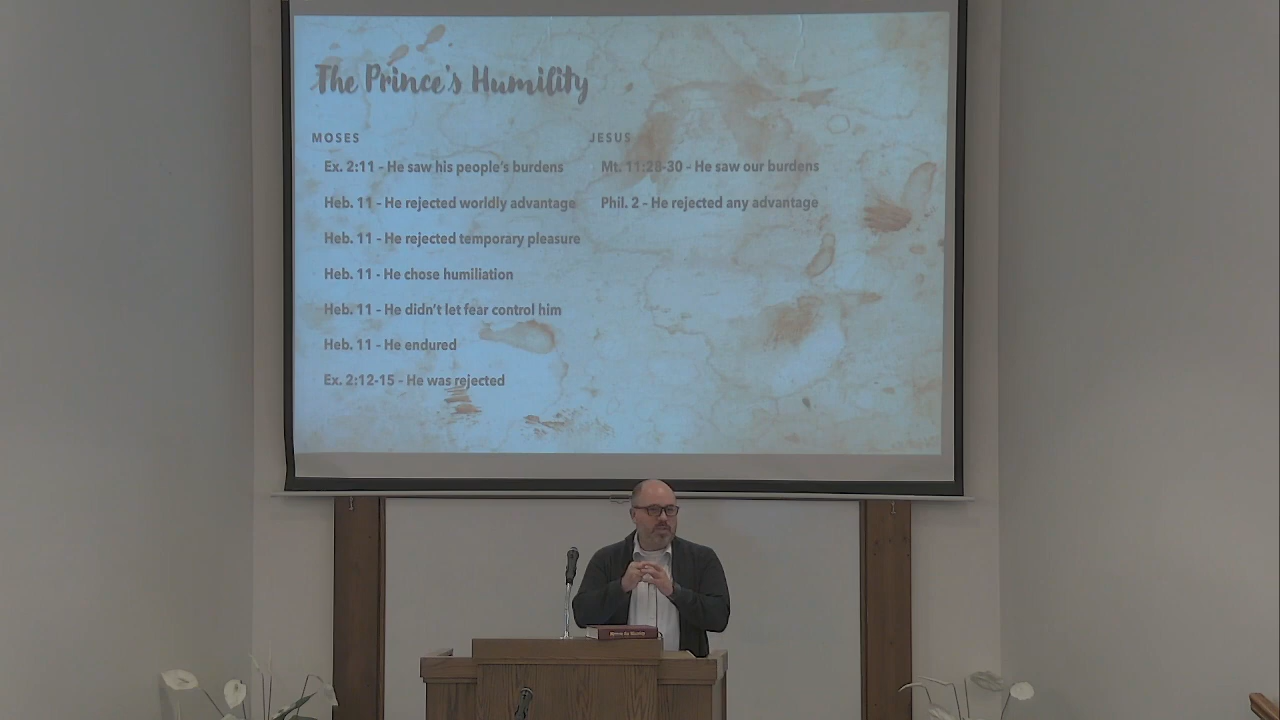 The Prince's Humility
MOSES
Ex. 2:11 - He saw his people's burdens
Heb. 11 - He rejected worldly advantage
Heb. 11 - He rejected temporary pleasure
Heb. 11 - He chose humiliation
Heb. 11 - He didn't let fear control him
Heb. 11 - He endured
Ex. 2:12-15 - He was rejected
JESUS
Mt. 11:28-30 - He saw our burdens
Phil. 2 - He rejected any advantage